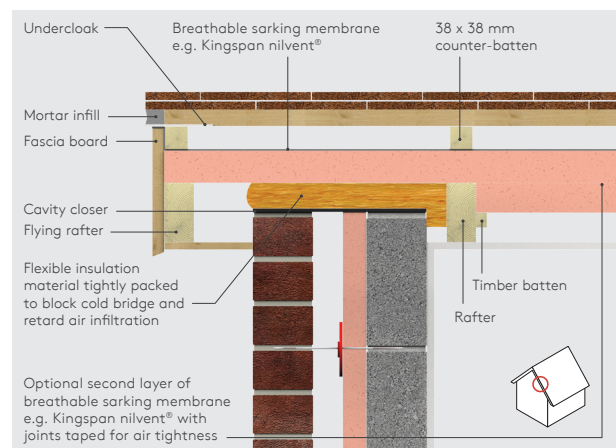 Undercloak
Breathable sarking membrane
e.g. Kingspan nilvent®
38 x 38 mm
counter-batten
Mortar infill
Fascia board
Cavity closer
Flying rafter
Flexible insulation
material tightly packed
to block cold bridge and
retard air infiltration
Timber batten
Rafter
Optional second layer of
breathable sarking membrane
e.g. Kingspan nilvent® with
joints taped for air tightness